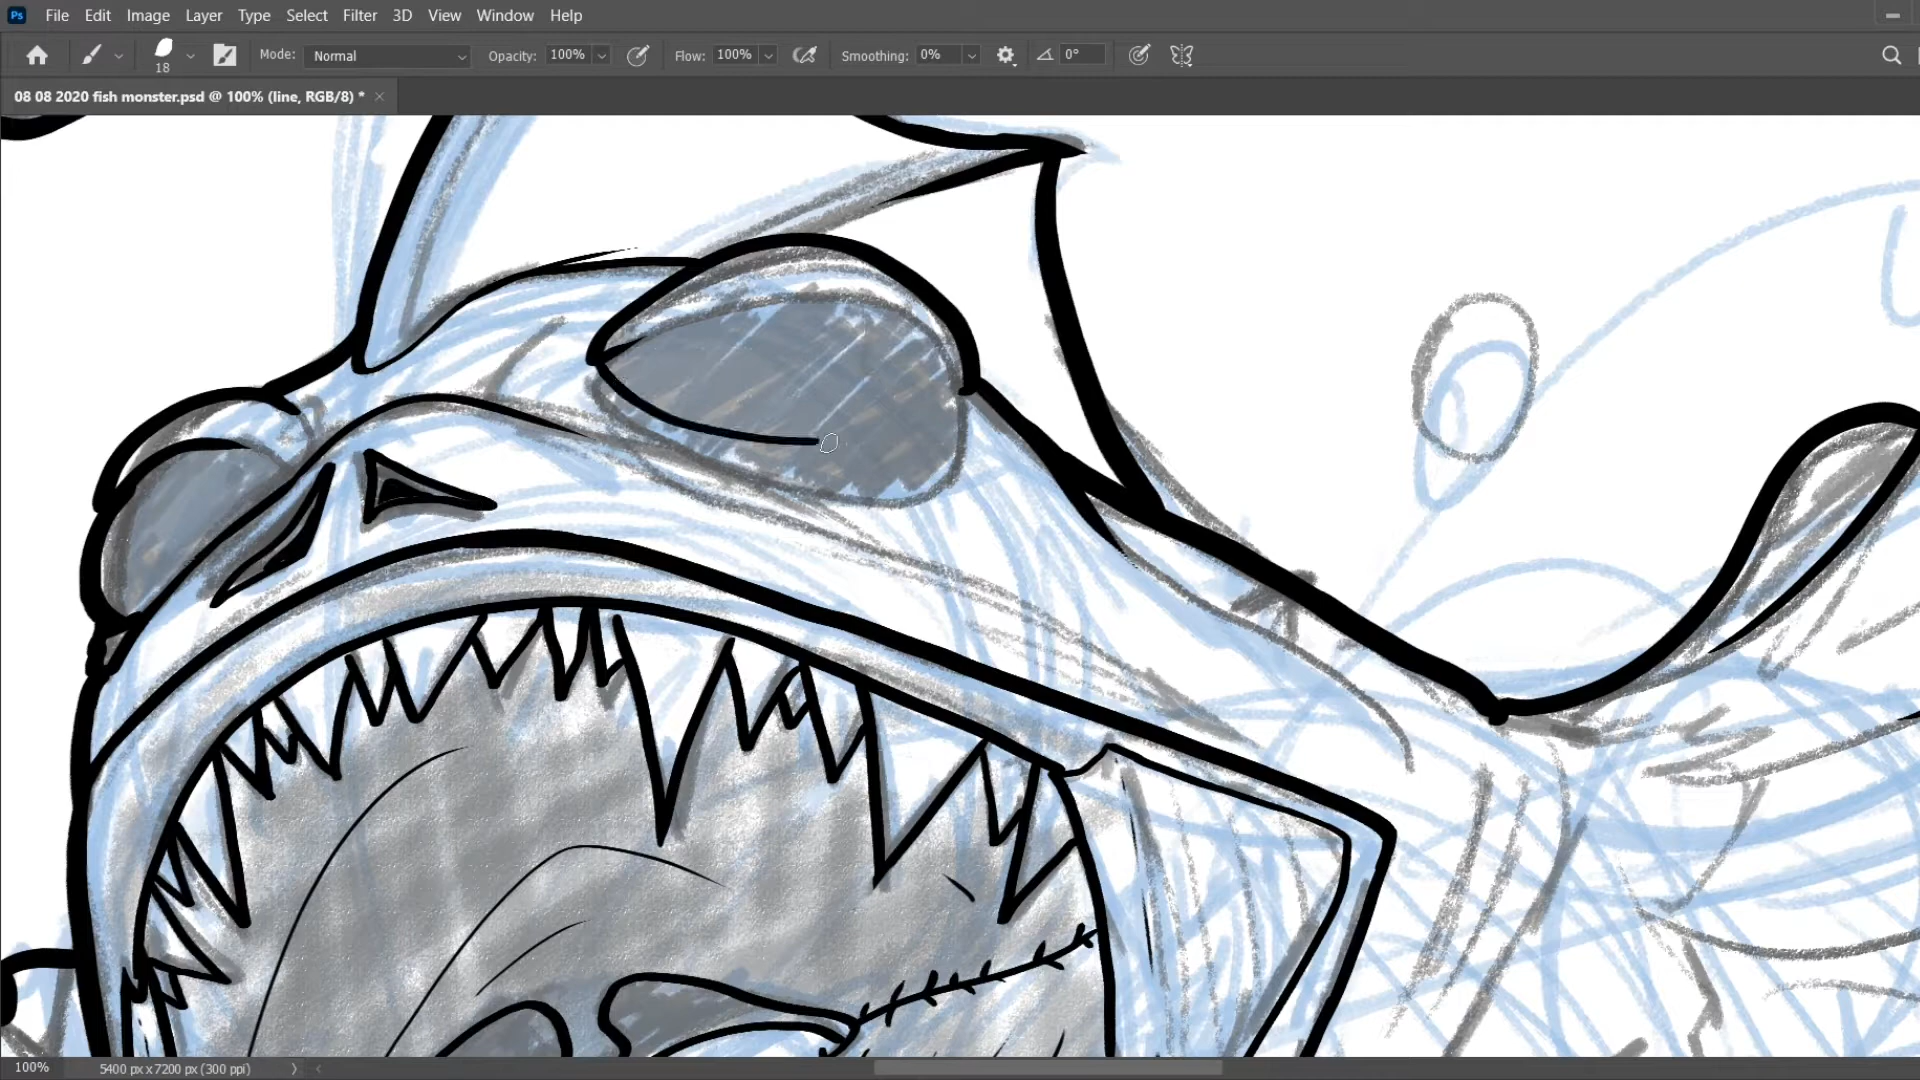 Ps File Edit Image Layer Type Select Filter 3D View Window Help
18 Mode: Normal Opacity: 100% Flow: 100% Smoothing: 0% 0°
08 08 2020 fish monster.psd @ 100% (line, RGB/8) * ×
100% 5400 px x 7200 px (300 ppi)